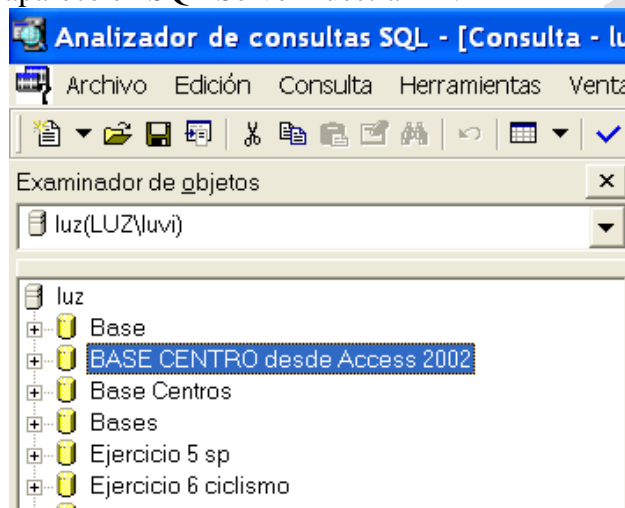 Analizador de consultas SQL - [Consulta - lu
Archivo Edición Consulta Herramientas Venta
Examinador de objetos
luz(LUZ\luvi)
luz
Base
BASE CENTRO desde Access 2002
Base Centros
Bases
Ejercicio 5 sp
Ejercicio 6 ciclismo